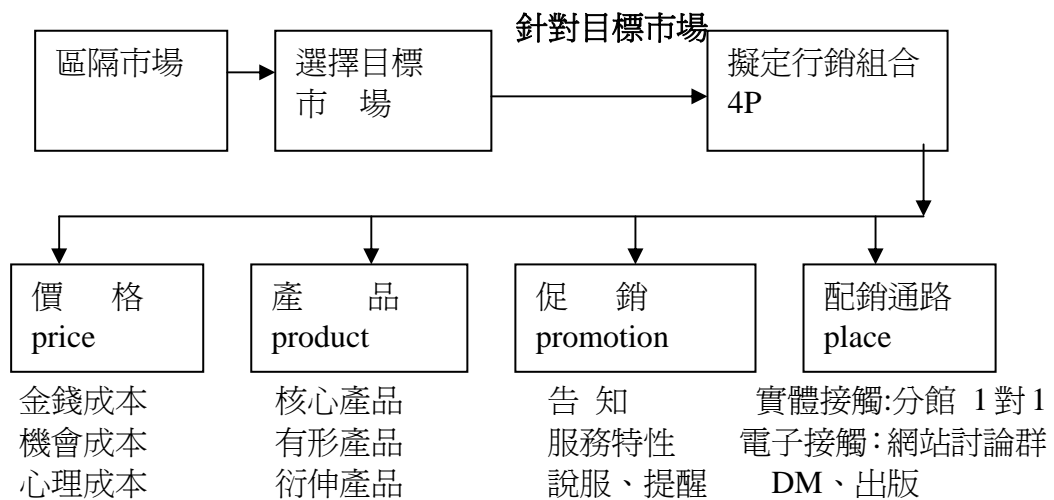 針對目標市場
區隔市場
選擇目標
市 場
擬定行銷組合
4P
價 格
price
金錢成本
機會成本
心理成本
產 品
product
核心產品
有形產品
衍伸產品
促 銷
promotion
告 知
服務特性
說服、提醒
配銷通路
place
實體接觸:分館 1對1
電子接觸：網站討論群
DM、出版